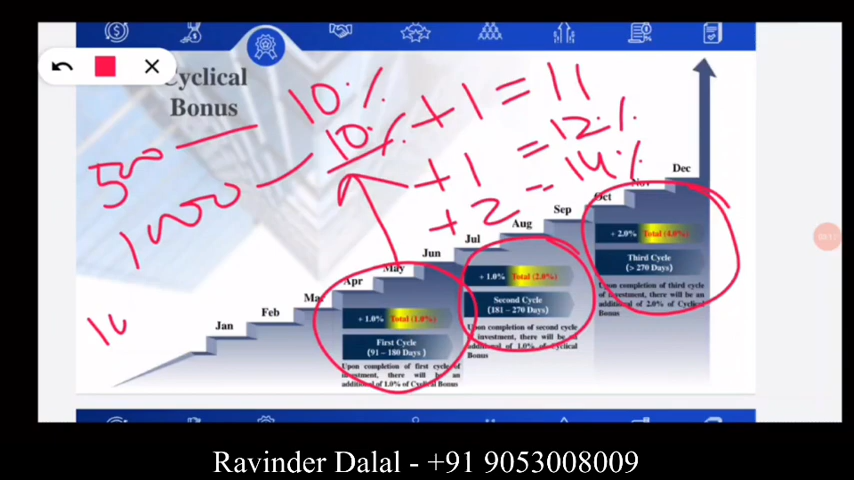 Cyclical
Bonus
10%
500
10% + 1 = 11
1000
+1 = 12%
+2 - 14%
10
Dec
Nov
Oct
Sep
Aug
Jul
Jun
May
Apr
Mar
Feb
Jan
+ 2.0% Total (4.0%)
Third Cycle
(> 270 Days)
Upon completion of third cycle
of investment, there will be an
additional of 2.0% of Cyclical
Bonus
+ 1.0% Total (2.0%)
Second Cycle
(181 – 270 Days)
Upon completion of second cycle
investment, there will be an
additional of 1.0% of Cyclical
Bonus
+ 1.0% Total (1.0%)
First Cycle
(91 – 180 Days)
Upon completion of first cycle of
investment, there will be an
additional of 1.0% of Cyclical Bonus
Ravinder Dalal - +91 9053008009